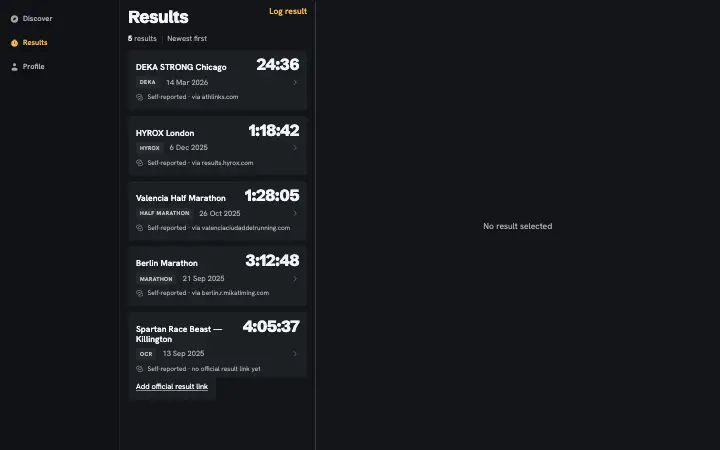 Discover
Results
Profile
Results
Log result
5 results | Newest first
DEKA STRONG Chicago
24:36
DEKA 14 Mar 2026
Self-reported · via athlinks.com
HYROX London
1:18:42
HYROX 6 Dec 2025
Self-reported · via results.hyrox.com
Valencia Half Marathon
1:28:05
HALF MARATHON 26 Oct 2025
Self-reported · via valenciaciudaddelrunning.com
Berlin Marathon
3:12:48
MARATHON 21 Sep 2025
Self-reported · via berlin.r.mikatiming.com
Spartan Race Beast —
Killington
4:05:37
OCR 13 Sep 2025
Self-reported · no official result link yet
Add official result link
No result selected